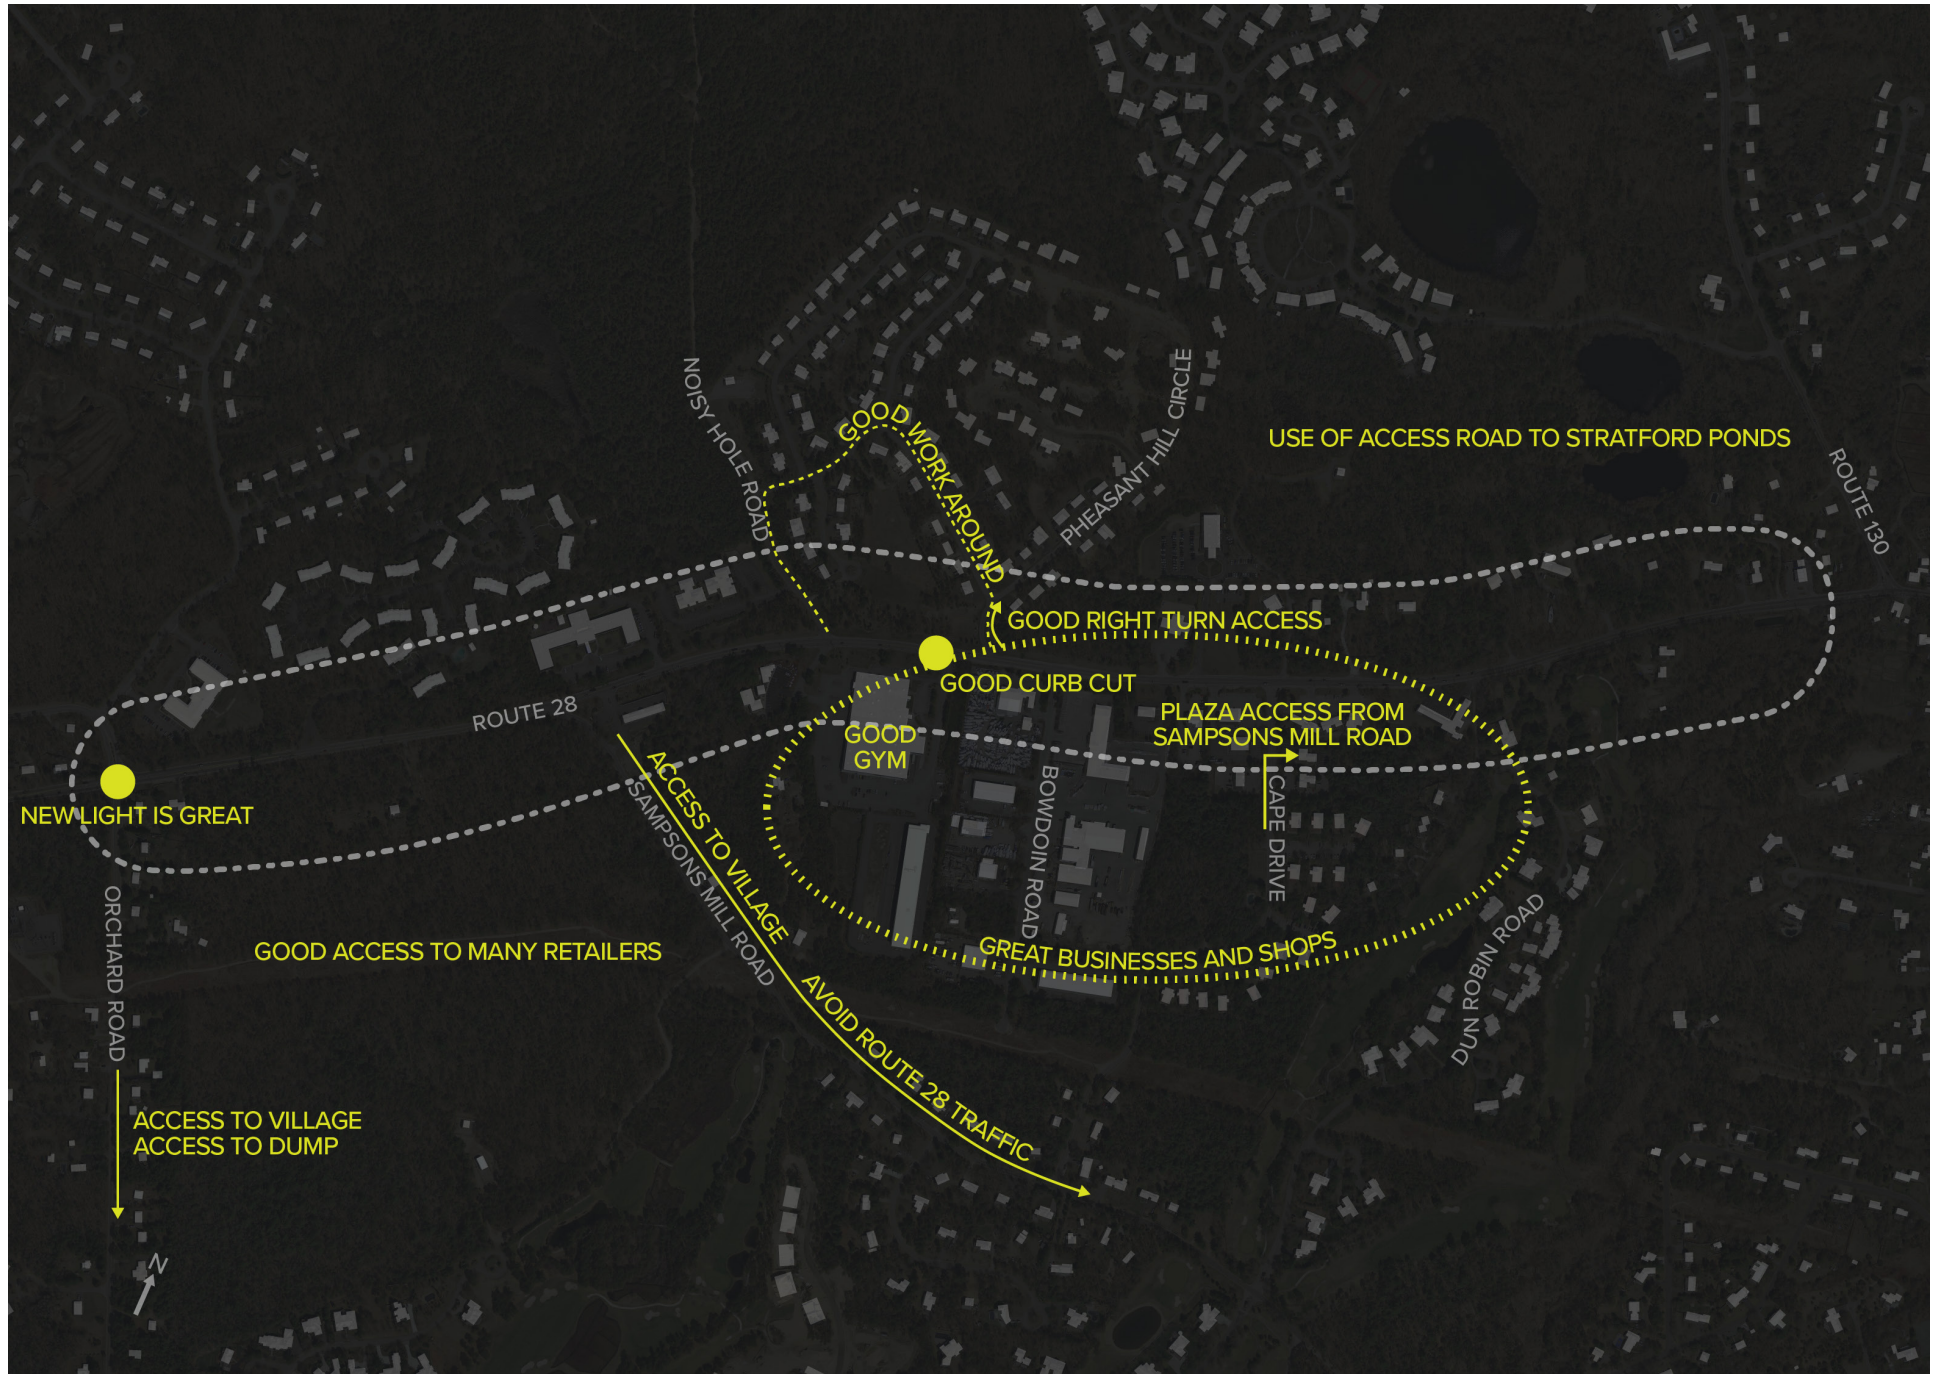 NOISY HOLE ROAD
GOOD WORK AROUND
PHEASANT HILL CIRCLE
USE OF ACCESS ROAD TO STRATFORD PONDS
ROUTE 130
GOOD RIGHT TURN ACCESS
GOOD CURB CUT
ROUTE 28
PLAZA ACCESS FROM
SAMPSONS MILL ROAD
GOOD
GYM
NEW LIGHT IS GREAT
ACCESS TO VILLAGE
SAMPSONS MILL ROAD
BOWDOIN ROAD
CAPE DRIVE
ORCHARD ROAD
GOOD ACCESS TO MANY RETAILERS
GREAT BUSINESSES AND SHOPS
DUN ROBIN ROAD
AVOID ROUTE 28 TRAFFIC
ACCESS TO VILLAGE
ACCESS TO DUMP
N